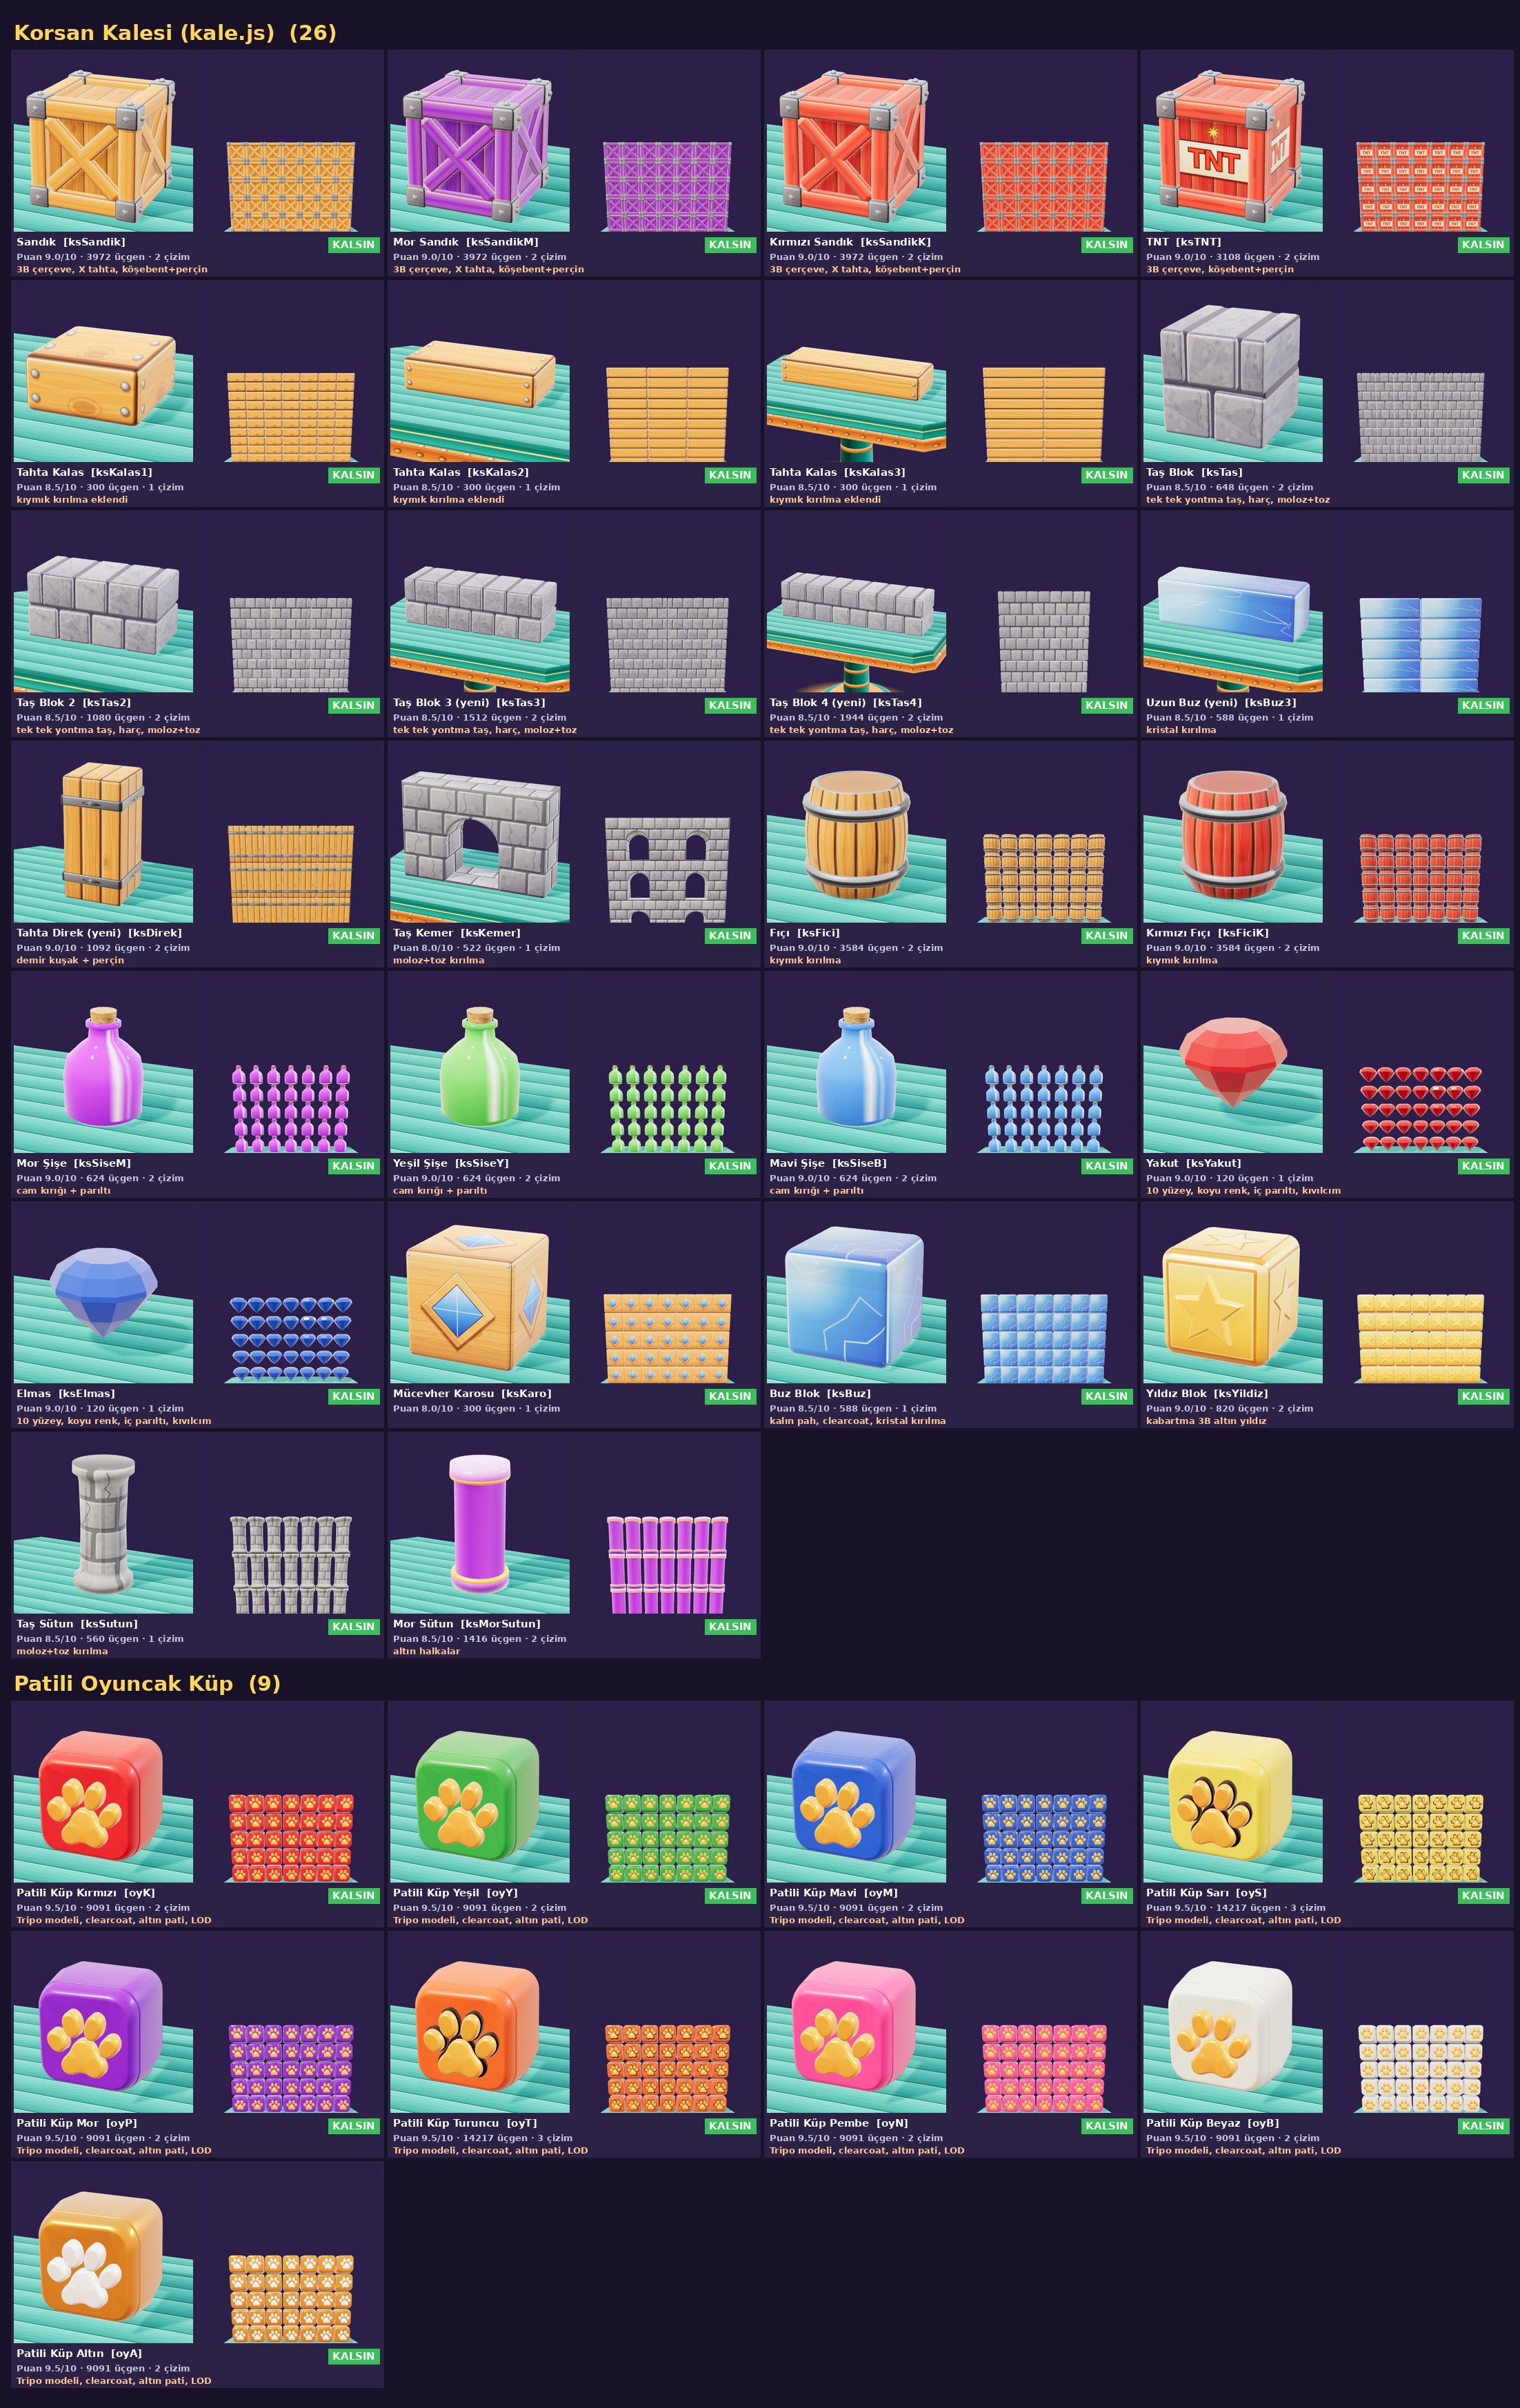 Korsan Kalesi (kale.js)  (26)
TNT TNT
Sandık  [ksSandik]
KALSIN
Puan 9.0/10 · 3972 üçgen · 2 çizim
3B çerçeve, X tahta, köşebent+perçin
Mor Sandık  [ksSandikM]
KALSIN
Puan 9.0/10 · 3972 üçgen · 2 çizim
3B çerçeve, X tahta, köşebent+perçin
Kırmızı Sandık  [ksSandikK]
KALSIN
Puan 9.0/10 · 3972 üçgen · 2 çizim
3B çerçeve, X tahta, köşebent+perçin
TNT  [ksTNT]
KALSIN
Puan 9.0/10 · 3108 üçgen · 2 çizim
3B çerçeve, köşebent+perçin
Tahta Kalas  [ksKalas1]
KALSIN
Puan 8.5/10 · 300 üçgen · 1 çizim
kıymık kırılma eklendi
Tahta Kalas  [ksKalas2]
KALSIN
Puan 8.5/10 · 300 üçgen · 1 çizim
kıymık kırılma eklendi
Tahta Kalas  [ksKalas3]
KALSIN
Puan 8.5/10 · 300 üçgen · 1 çizim
kıymık kırılma eklendi
Taş Blok  [ksTas]
KALSIN
Puan 8.5/10 · 648 üçgen · 2 çizim
tek tek yontma taş, harç, moloz+toz
Taş Blok 2  [ksTas2]
KALSIN
Puan 8.5/10 · 1080 üçgen · 2 çizim
tek tek yontma taş, harç, moloz+toz
Taş Blok 3 (yeni)  [ksTas3]
KALSIN
Puan 8.5/10 · 1512 üçgen · 2 çizim
tek tek yontma taş, harç, moloz+toz
Taş Blok 4 (yeni)  [ksTas4]
KALSIN
Puan 8.5/10 · 1944 üçgen · 2 çizim
tek tek yontma taş, harç, moloz+toz
Uzun Buz (yeni)  [ksBuz3]
KALSIN
Puan 8.5/10 · 588 üçgen · 1 çizim
kristal kırılma
Tahta Direk (yeni)  [ksDirek]
KALSIN
Puan 9.0/10 · 1092 üçgen · 2 çizim
demir kuşak + perçin
Taş Kemer  [ksKemer]
KALSIN
Puan 8.0/10 · 522 üçgen · 1 çizim
moloz+toz kırılma
Fıçı  [ksFici]
KALSIN
Puan 9.0/10 · 3584 üçgen · 2 çizim
kıymık kırılma
Kırmızı Fıçı  [ksFiciK]
KALSIN
Puan 9.0/10 · 3584 üçgen · 2 çizim
kıymık kırılma
Mor Şişe  [ksSiseM]
KALSIN
Puan 9.0/10 · 624 üçgen · 2 çizim
cam kırığı + parıltı
Yeşil Şişe  [ksSiseY]
KALSIN
Puan 9.0/10 · 624 üçgen · 2 çizim
cam kırığı + parıltı
Mavi Şişe  [ksSiseB]
KALSIN
Puan 9.0/10 · 624 üçgen · 2 çizim
cam kırığı + parıltı
Yakut  [ksYakut]
KALSIN
Puan 9.0/10 · 120 üçgen · 1 çizim
10 yüzey, koyu renk, iç parıltı, kıvılcım
Elmas  [ksElmas]
KALSIN
Puan 9.0/10 · 120 üçgen · 1 çizim
10 yüzey, koyu renk, iç parıltı, kıvılcım
Mücevher Karosu  [ksKaro]
KALSIN
Puan 8.0/10 · 300 üçgen · 1 çizim
Buz Blok  [ksBuz]
KALSIN
Puan 8.5/10 · 588 üçgen · 1 çizim
kalın pah, clearcoat, kristal kırılma
Yıldız Blok  [ksYildiz]
KALSIN
Puan 9.0/10 · 820 üçgen · 2 çizim
kabartma 3B altın yıldız
Taş Sütun  [ksSutun]
KALSIN
Puan 8.5/10 · 560 üçgen · 1 çizim
moloz+toz kırılma
Mor Sütun  [ksMorSutun]
KALSIN
Puan 8.5/10 · 1416 üçgen · 2 çizim
altın halkalar
Patili Oyuncak Küp  (9)
Patili Küp Kırmızı  [oyK]
KALSIN
Puan 9.5/10 · 9091 üçgen · 2 çizim
Tripo modeli, clearcoat, altın pati, LOD
Patili Küp Yeşil  [oyY]
KALSIN
Puan 9.5/10 · 9091 üçgen · 2 çizim
Tripo modeli, clearcoat, altın pati, LOD
Patili Küp Mavi  [oyM]
KALSIN
Puan 9.5/10 · 9091 üçgen · 2 çizim
Tripo modeli, clearcoat, altın pati, LOD
Patili Küp Sarı  [oyS]
KALSIN
Puan 9.5/10 · 14217 üçgen · 3 çizim
Tripo modeli, clearcoat, altın pati, LOD
Patili Küp Mor  [oyP]
KALSIN
Puan 9.5/10 · 9091 üçgen · 2 çizim
Tripo modeli, clearcoat, altın pati, LOD
Patili Küp Turuncu  [oyT]
KALSIN
Puan 9.5/10 · 14217 üçgen · 3 çizim
Tripo modeli, clearcoat, altın pati, LOD
Patili Küp Pembe  [oyN]
KALSIN
Puan 9.5/10 · 9091 üçgen · 2 çizim
Tripo modeli, clearcoat, altın pati, LOD
Patili Küp Beyaz  [oyB]
KALSIN
Puan 9.5/10 · 9091 üçgen · 2 çizim
Tripo modeli, clearcoat, altın pati, LOD
Patili Küp Altın  [oyA]
KALSIN
Puan 9.5/10 · 9091 üçgen · 2 çizim
Tripo modeli, clearcoat, altın pati, LOD